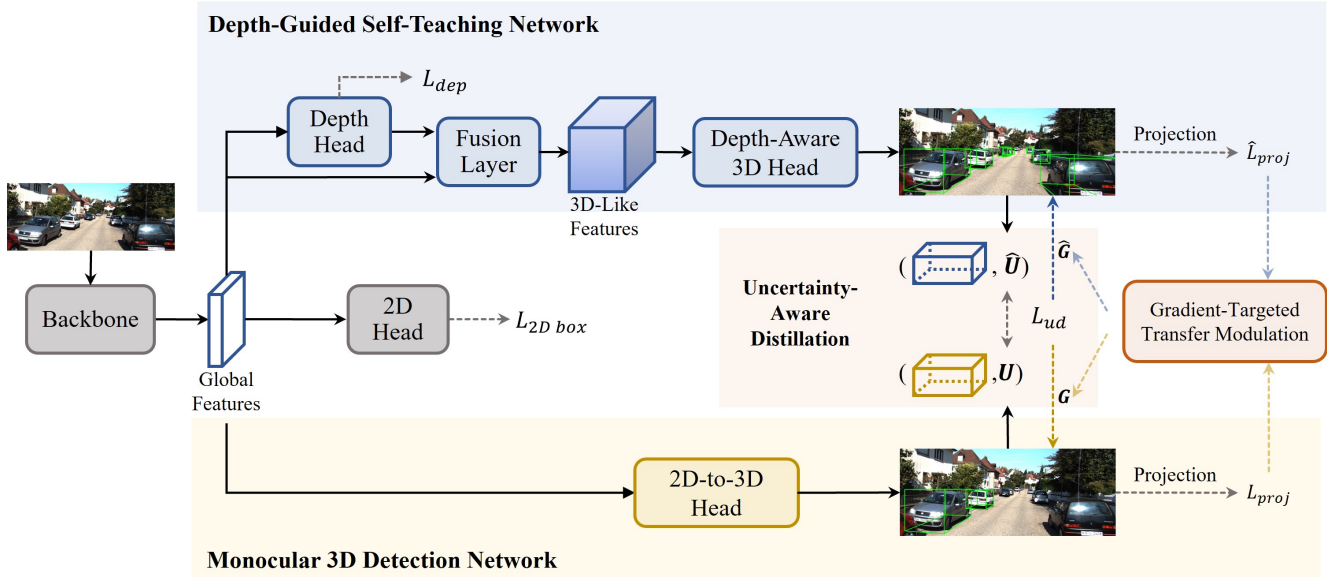 Depth-Guided Self-Teaching Network
L_dep
Depth
Head
Fusion
Layer
3D-Like
Features
Depth-Aware
3D Head
Projection
L̂_proj
Backbone
Global
Features
2D
Head
L_2D box
Uncertainty-
Aware
Distillation
( , Û)
Ĝ
L_ud
( ,U)
G
Gradient-Targeted
Transfer Modulation
2D-to-3D
Head
Projection
L_proj
Monocular 3D Detection Network